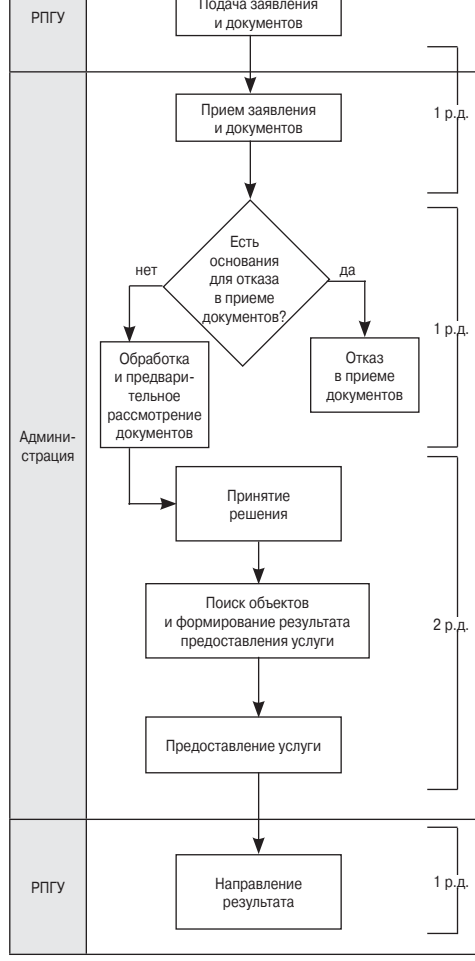 РПГУ
Подача заявления
и документов
Прием заявления
и документов
1 р.д.
Есть
основания
для отказа
в приеме
документов?
нет
да
1 р.д.
Обработка
и предвари-
тельное
рассмотрение
документов
Отказ
в приеме
документов
Админи-
страция
Принятие
решения
Поиск объектов
и формирование результата
предоставления услуги
2 р.д.
Предоставление услуги
РПГУ
Направление
результата
1 р.д.